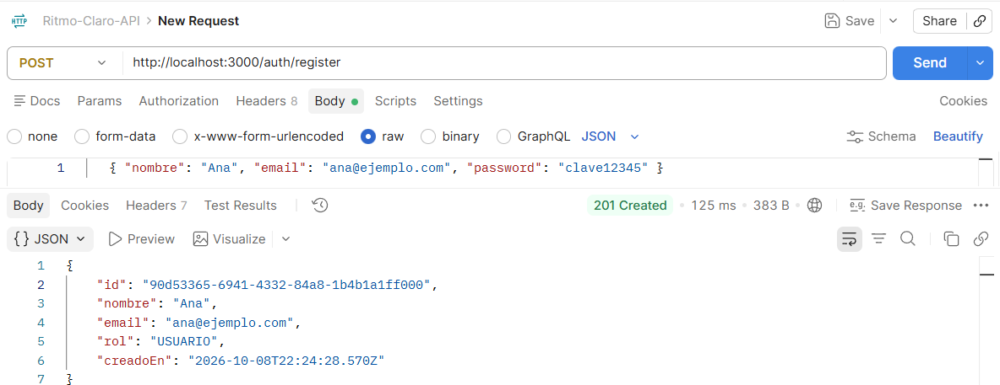 HTTP Ritmo-Claro-API > New Request Save Share
POST http://localhost:3000/auth/register Send
Docs Params Authorization Headers 8 Body Scripts Settings Cookies
none form-data x-www-form-urlencoded raw binary GraphQL JSON Schema Beautify
1 { "nombre": "Ana", "email": "ana@ejemplo.com", "password": "clave12345" }
Body Cookies Headers 7 Test Results 201 Created • 125 ms • 383 B • e.g. Save Response •••
{} JSON Preview Visualize
1 {
2 "id": "90d53365-6941-4332-84a8-1b4b1a1ff000",
3 "nombre": "Ana",
4 "email": "ana@ejemplo.com",
5 "rol": "USUARIO",
6 "creadoEn": "2026-10-08T22:24:28.570Z"
7 }